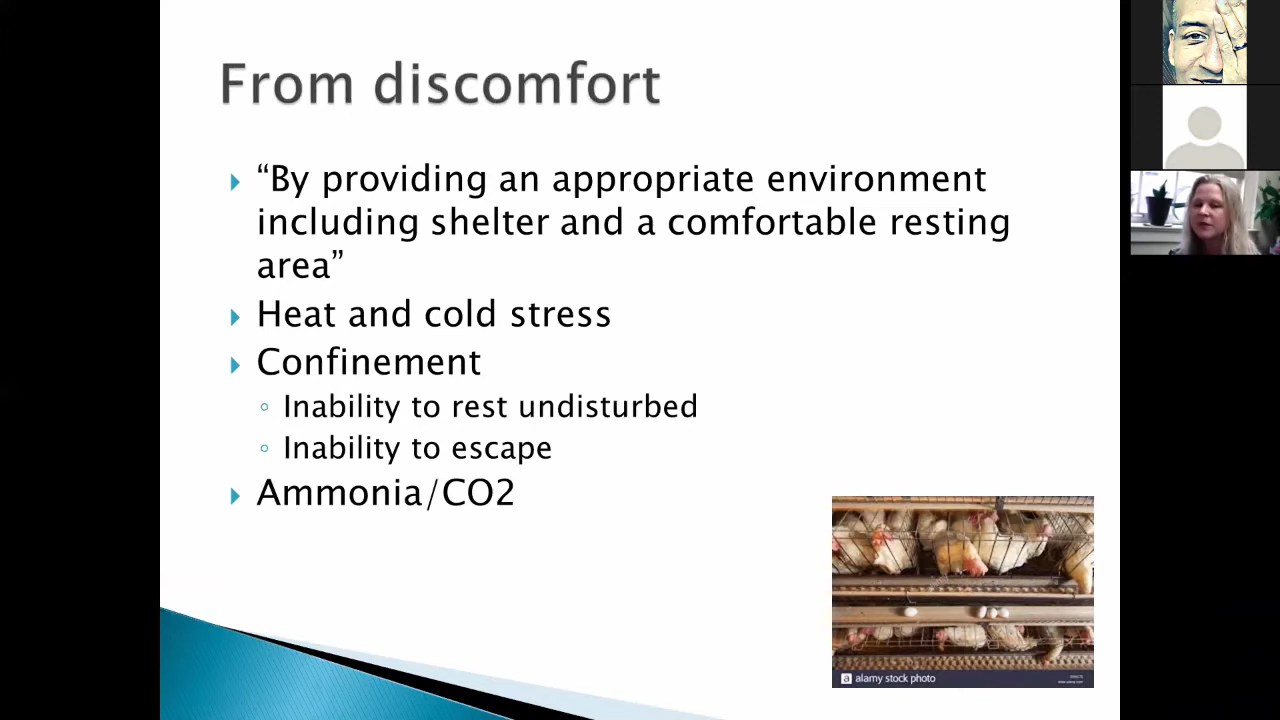 From discomfort
“By providing an appropriate environment
including shelter and a comfortable resting
area”
Heat and cold stress
Confinement
Inability to rest undisturbed
Inability to escape
Ammonia/CO2
a alamy stock photo